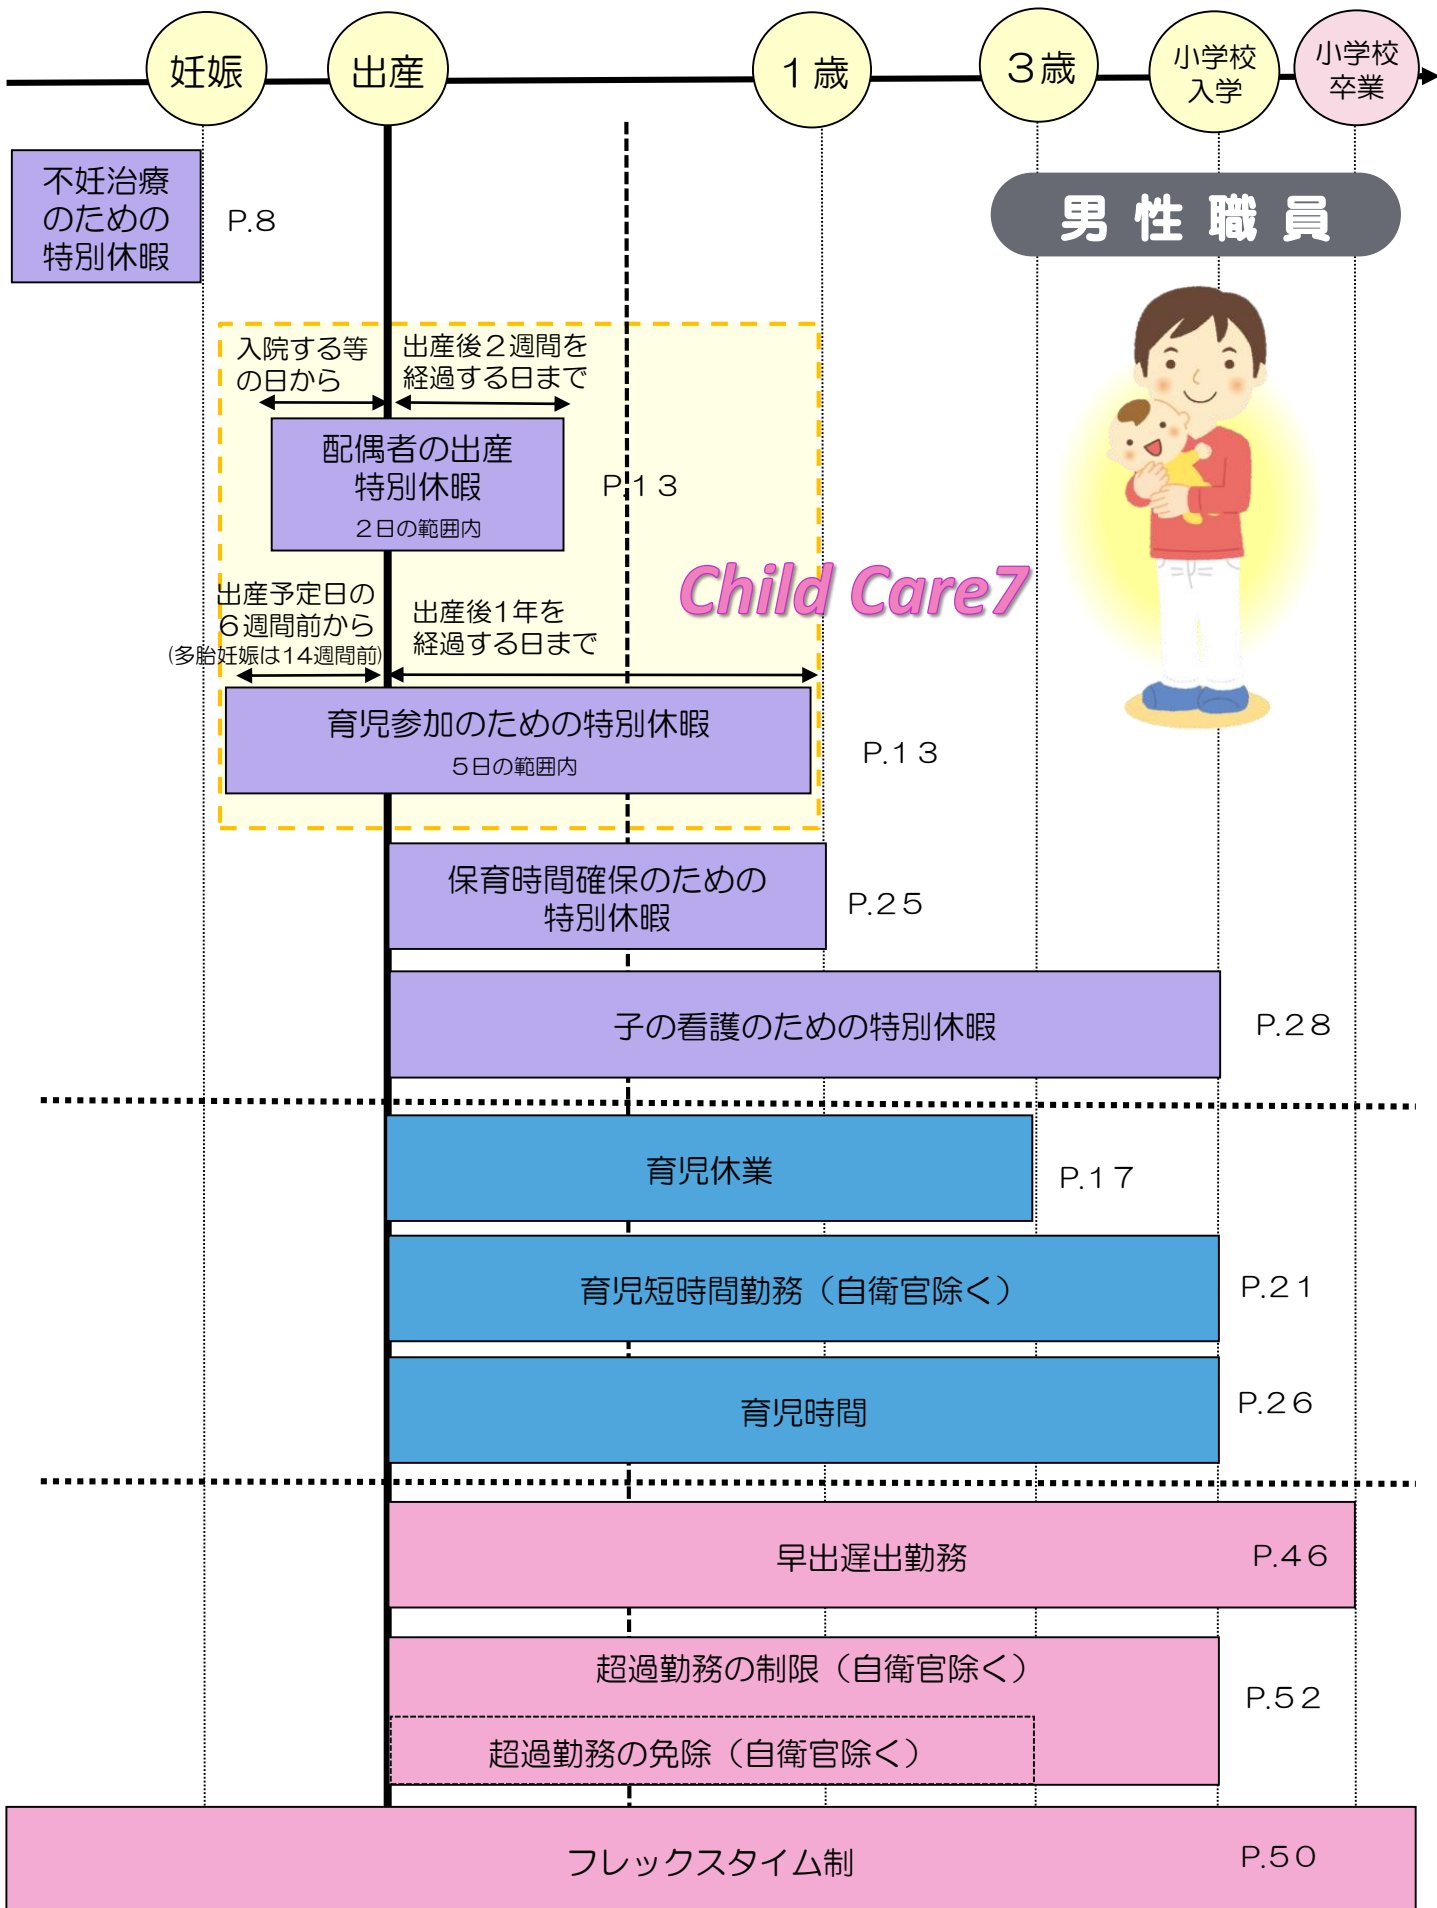 妊娠
出産
１歳
３歳
小学校
入学
小学校
卒業
不妊治療
のための
特別休暇
P.8
男性職員
入院する等
の日から
出産後２週間を
経過する日まで
配偶者の出産
特別休暇
２日の範囲内
P.１３
Child Care7
出産予定日の
６週間前から
(多胎妊娠は14週間前)
出産後1年を
経過する日まで
育児参加のための特別休暇
５日の範囲内
P.１３
保育時間確保のための
特別休暇
P.２５
子の看護のための特別休暇
P.２８
育児休業
P.１７
育児短時間勤務（自衛官除く）
P.２１
育児時間
P.２６
早出遅出勤務
P.４６
超過勤務の制限（自衛官除く）
P.５２
超過勤務の免除（自衛官除く）
フレックスタイム制
P.５０